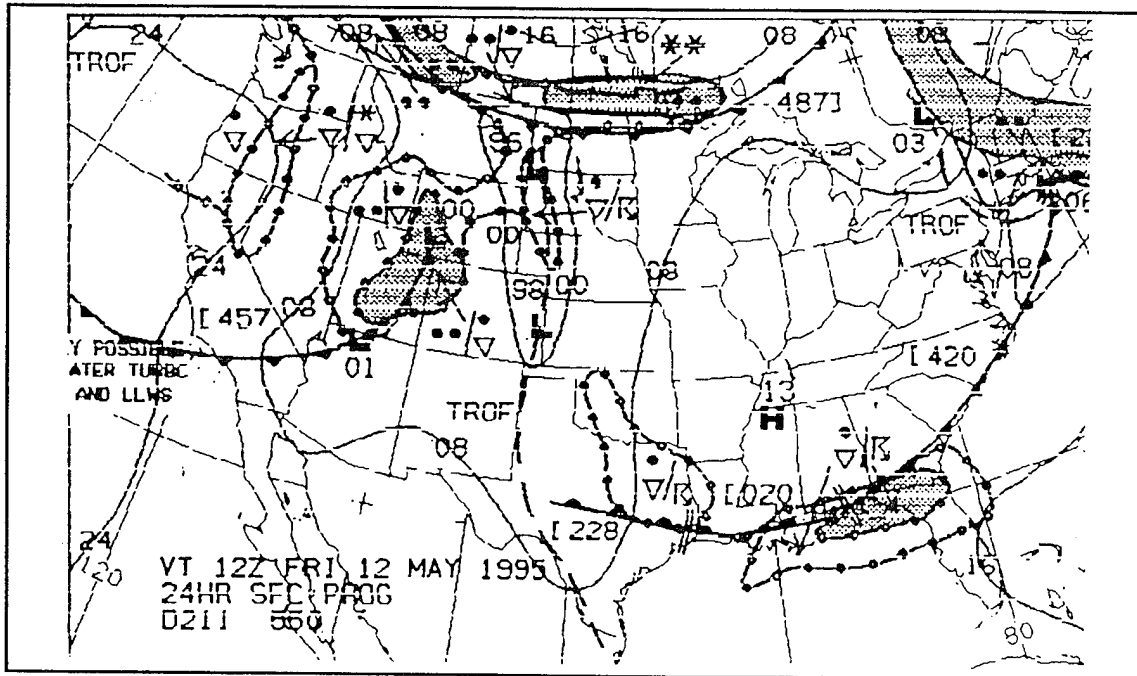 24
08
08
16
16
08
08
TROF
[487]
03
96
00
00
TROF
08
98
00
08
24
[457
08
01
Y POSSIBLE
ATER TURBC
AND LLWS
[420
13
H
TROF
08
[020
[228
L
L
L
24
120
16
80
VT 12Z FRI 12 MAY 1995
24HR SFC PROG
D211